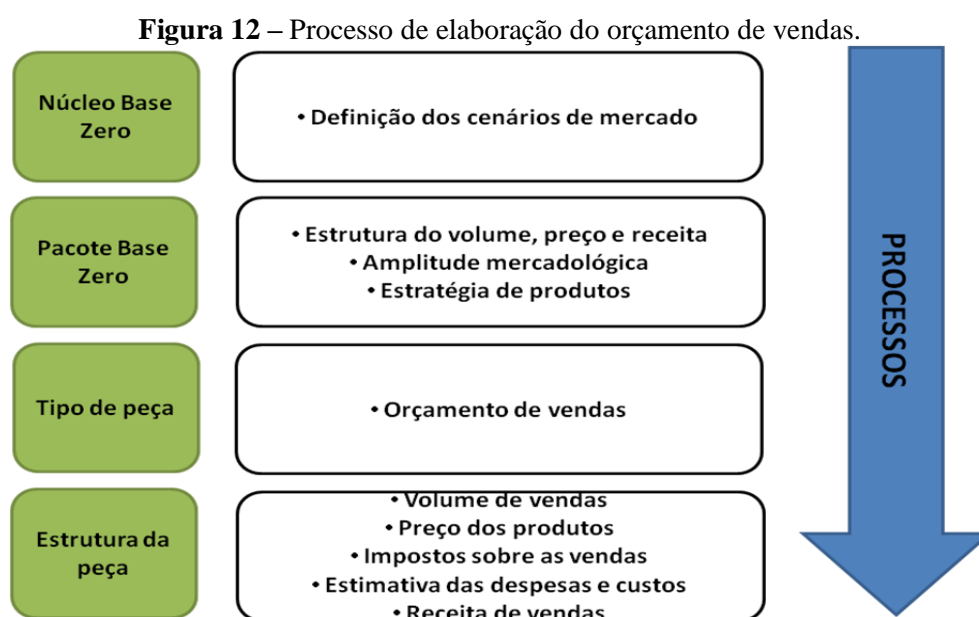 Figura 12 – Processo de elaboração do orçamento de vendas.
Núcleo Base
Zero
• Definição dos cenários de mercado
Pacote Base
Zero
• Estrutura do volume, preço e receita
• Amplitude mercadológica
• Estratégia de produtos
Tipo de peça
• Orçamento de vendas
Estrutura da
peça
• Volume de vendas
• Preço dos produtos
• Impostos sobre as vendas
• Estimativa das despesas e custos
• Receita de vendas
PROCESSOS